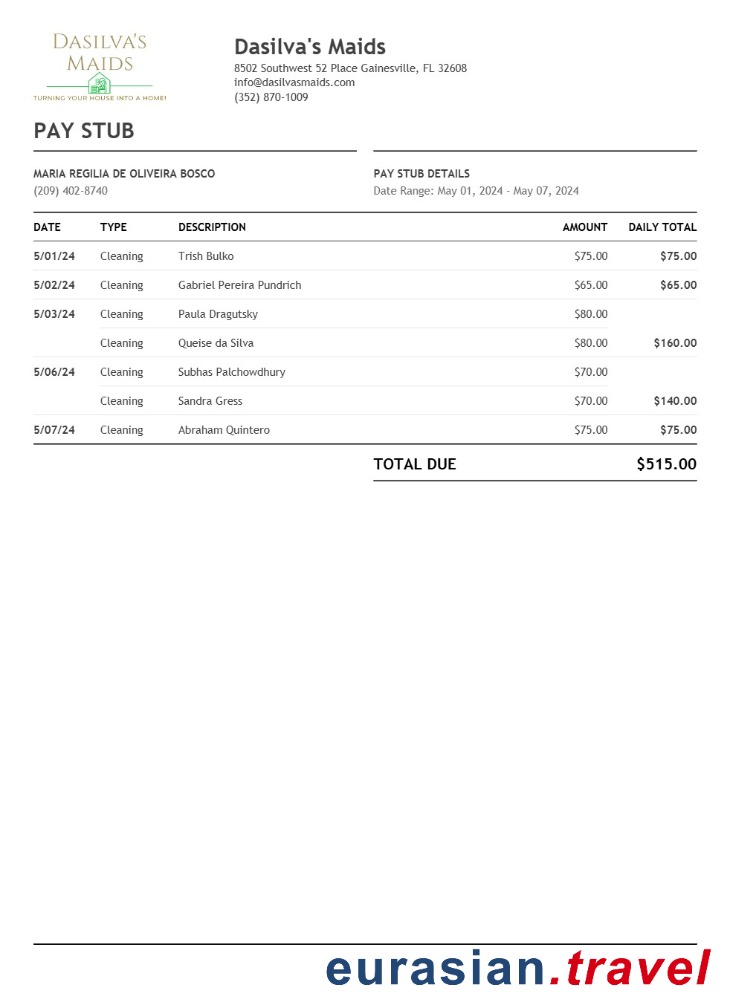 DASILVA'S
MAIDS
TURNING YOUR HOUSE INTO A HOME!
Dasilva's Maids
8502 Southwest 52 Place Gainesville, FL 32608
info@dasilvasmaids.com
(352) 870-1009
PAY STUB
MARIA REGILIA DE OLIVEIRA BOSCO
(209) 402-8740
PAY STUB DETAILS
Date Range: May 01, 2024 - May 07, 2024
DATE TYPE DESCRIPTION AMOUNT DAILY TOTAL
5/01/24 Cleaning Trish Bulko $75.00 $75.00
5/02/24 Cleaning Gabriel Pereira Pundrich $65.00 $65.00
5/03/24 Cleaning Paula Dragutsky $80.00
Cleaning Queise da Silva $80.00 $160.00
5/06/24 Cleaning Subhas Palchowdhury $70.00
Cleaning Sandra Gress $70.00 $140.00
5/07/24 Cleaning Abraham Quintero $75.00 $75.00
TOTAL DUE $515.00
eurasian.travel